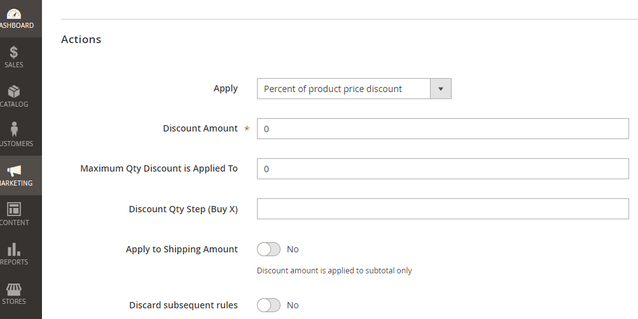 DASHBOARD
SALES
CATALOG
CUSTOMERS
MARKETING
CONTENT
REPORTS
STORES
Actions
Apply Percent of product price discount
Discount Amount * 0
Maximum Qty Discount is Applied To 0
Discount Qty Step (Buy X)
Apply to Shipping Amount No
Discount amount is applied to subtotal only
Discard subsequent rules No